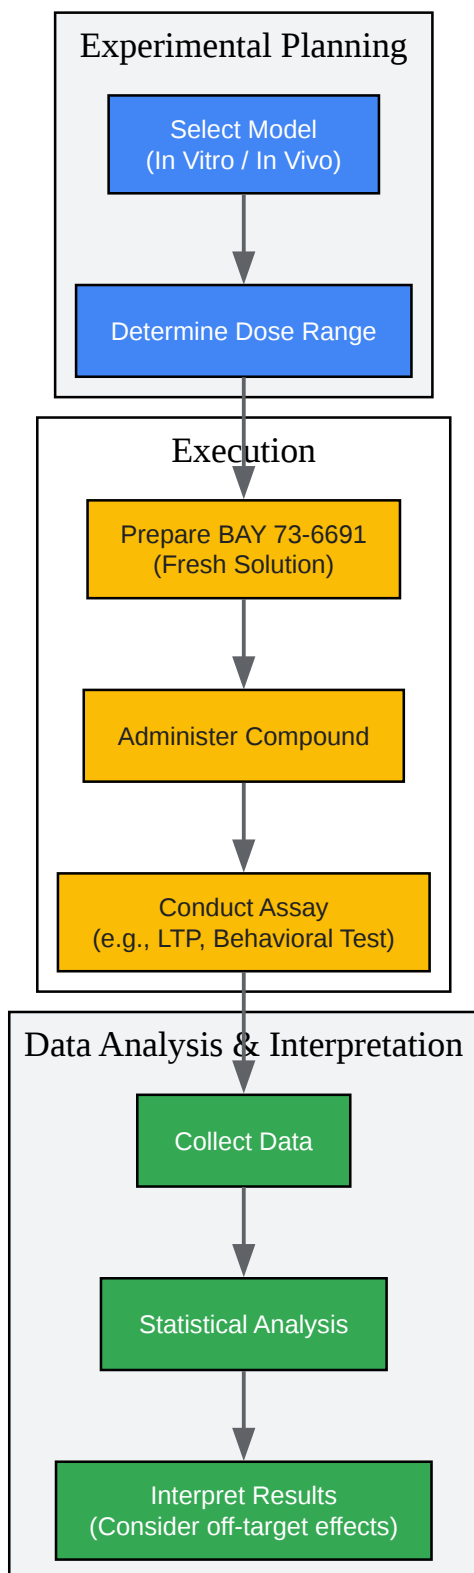 Experimental Planning
Select Model
(In Vitro / In Vivo)
Determine Dose Range
Execution
Prepare BAY 73-6691
(Fresh Solution)
Administer Compound
Conduct Assay
(e.g., LTP, Behavioral Test)
Data Analysis & Interpretation
Collect Data
Statistical Analysis
Interpret Results
(Consider off-target effects)